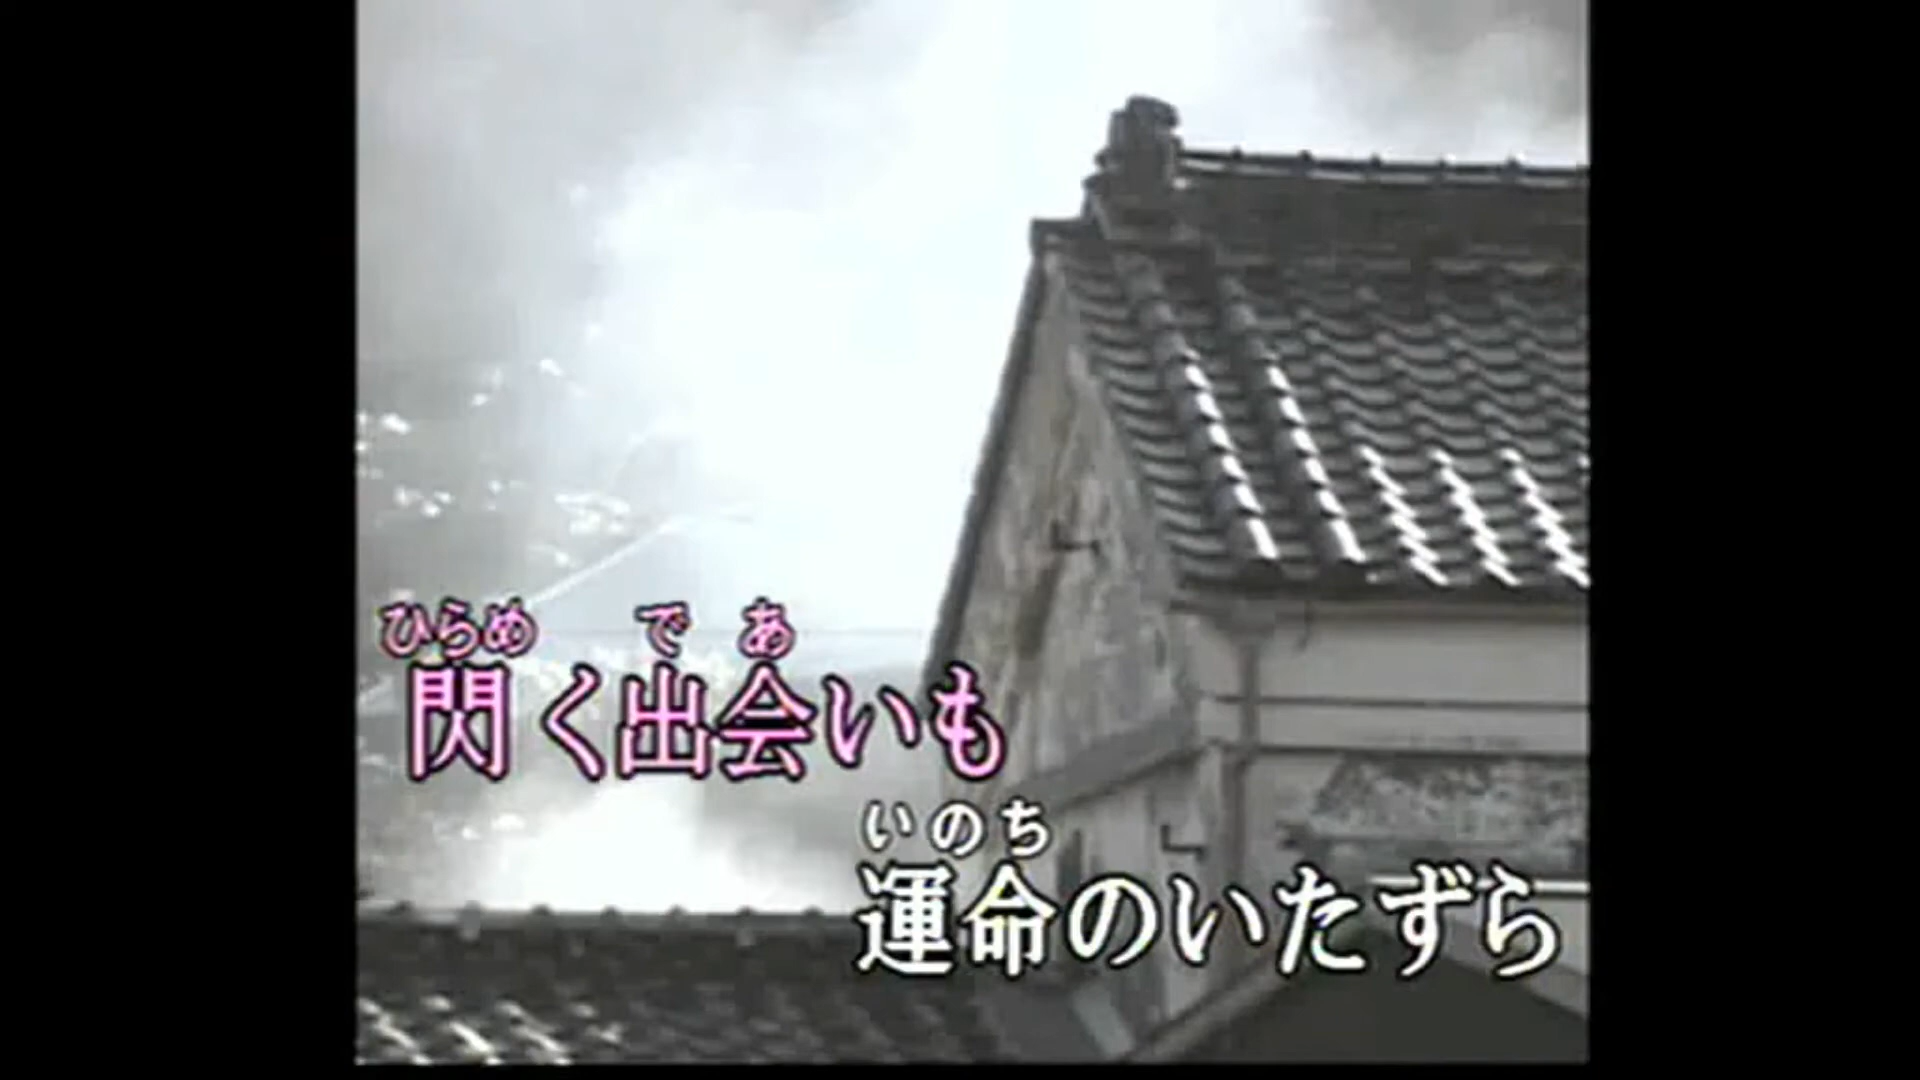 ひらめ で あ
閃く出会いも
いのち
運命のいたずら